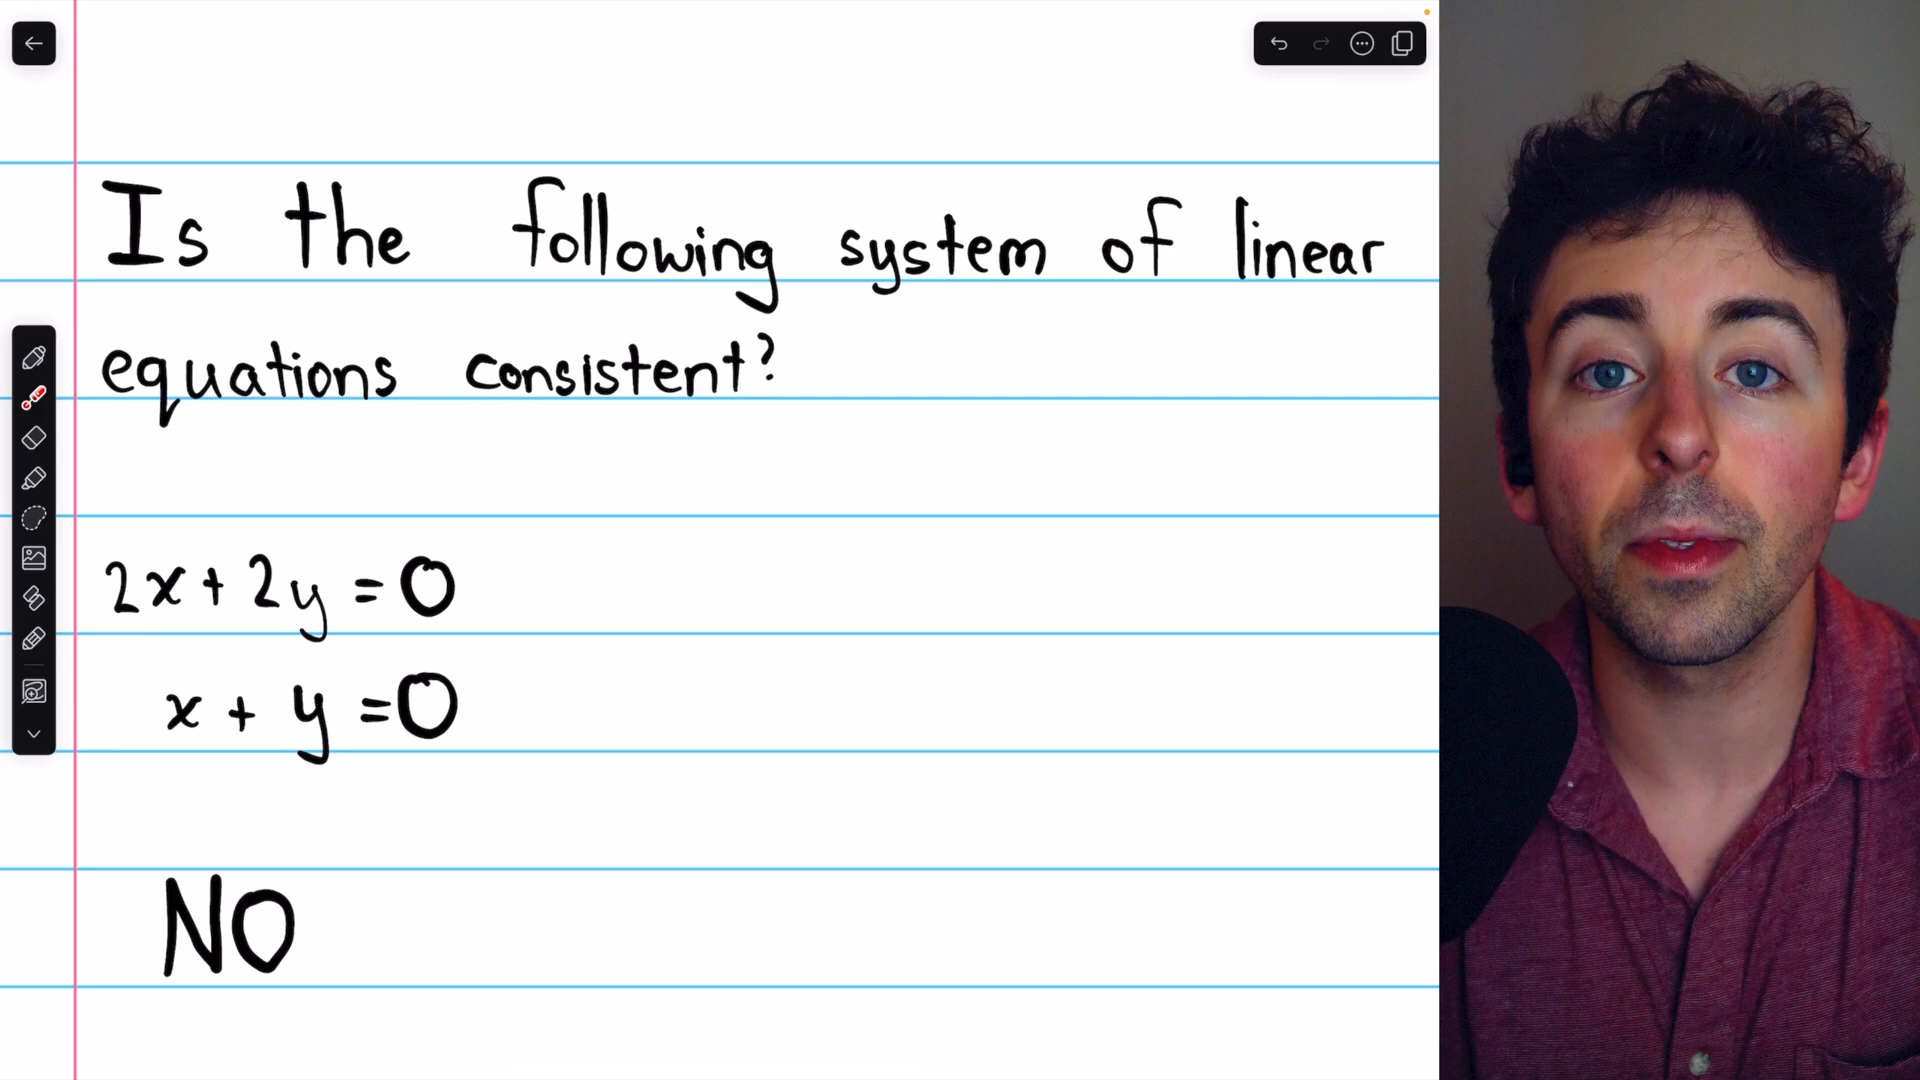 Is the following system of linear
equations consistent?
2x + 2y = 0
x + y = 0
NO